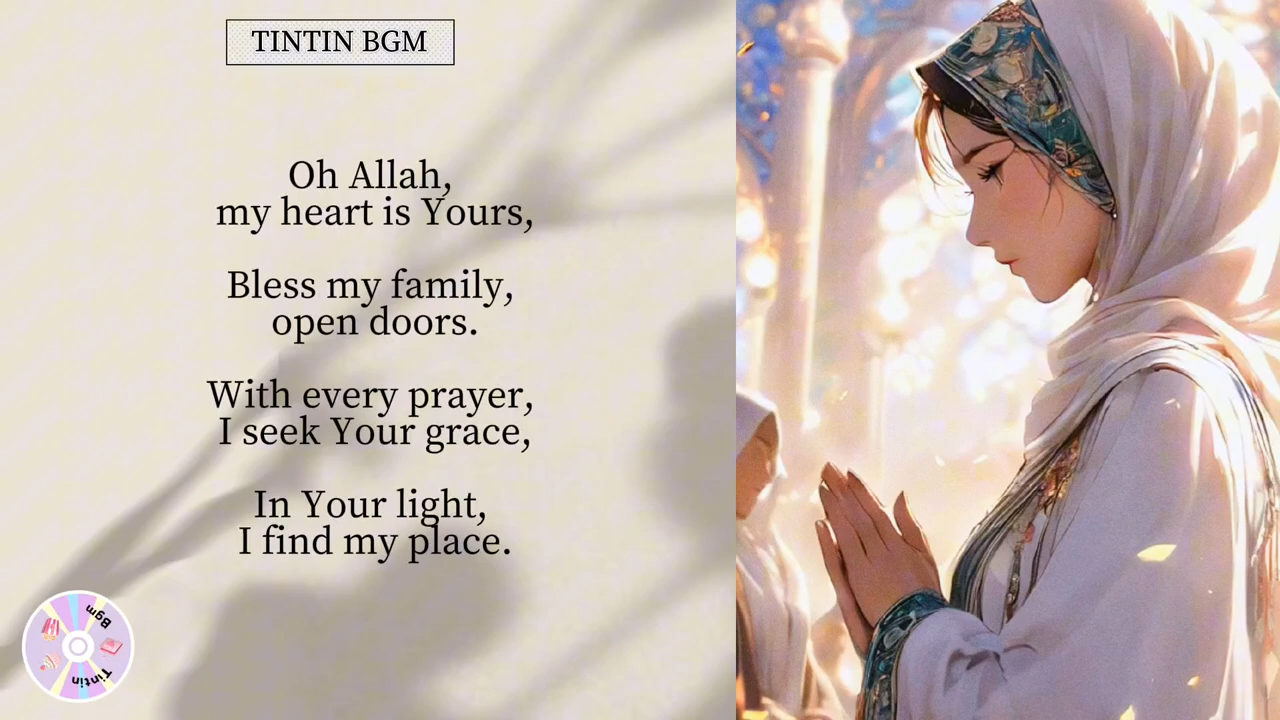 TINTIN BGM
Oh Allah,
my heart is Yours,
Bless my family,
open doors.
With every prayer,
I seek Your grace,
In Your light,
I find my place.
Bgm
Tintin